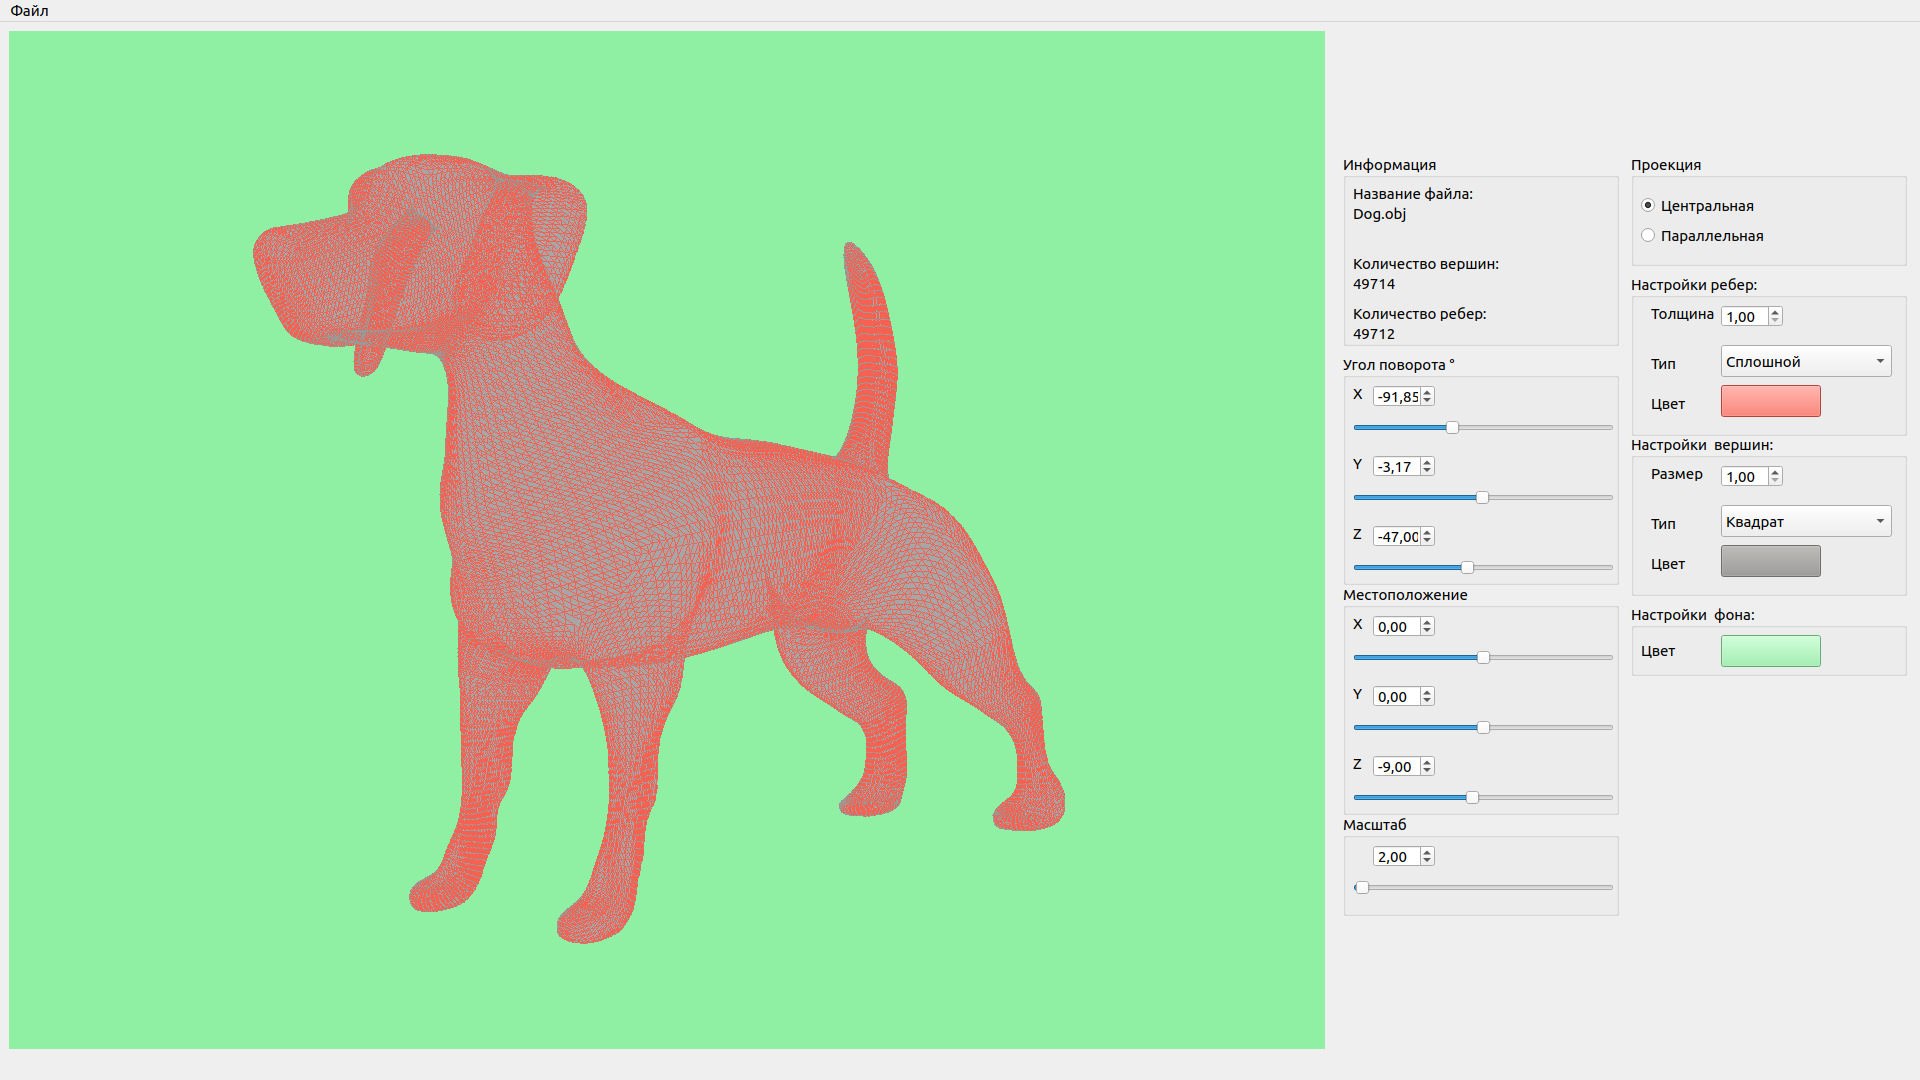 Файл
Информация
Название файла:
Dog.obj
Количество вершин:
49714
Количество ребер:
49712
Угол поворота °
X -91,85
Y -3,17
Z -47,00
Местоположение
X 0,00
Y 0,00
Z -9,00
Масштаб
2,00
Проекция
Центральная
Параллельная
Настройки ребер:
Толщина 1,00
Тип Сплошной
Цвет
Настройки вершин:
Размер 1,00
Тип Квадрат
Цвет
Настройки фона:
Цвет